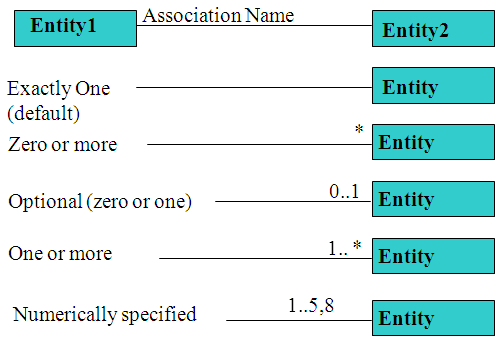 Entity1
Association Name
Entity2
Exactly One
(default)
Entity
Zero or more
*
Entity
Optional (zero or one)
0..1
Entity
One or more
1.. *
Entity
Numerically specified
1..5,8
Entity